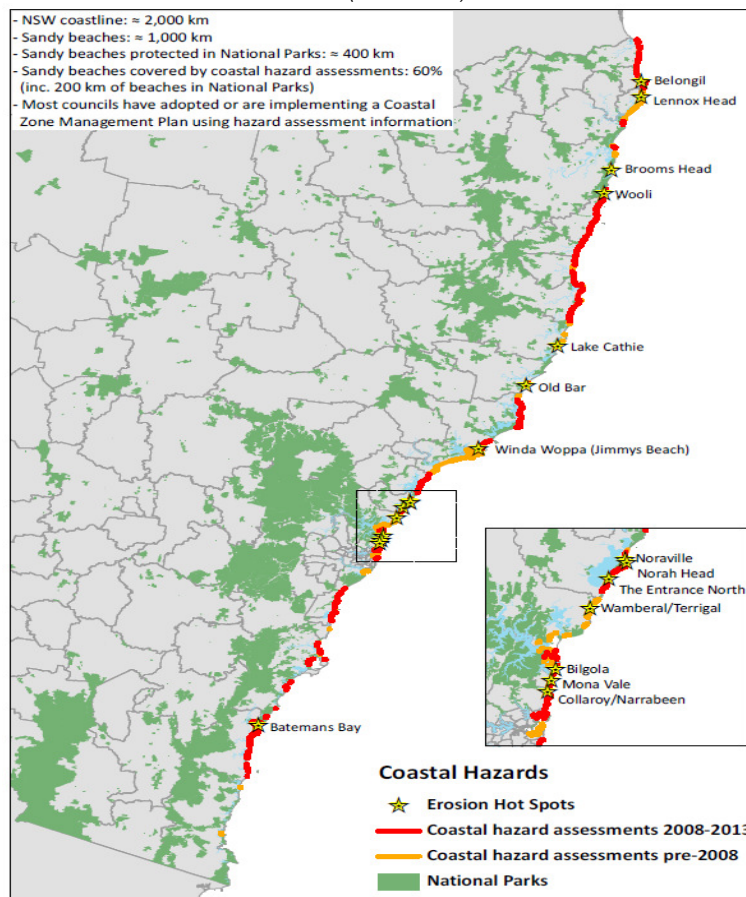 - NSW coastline: ≈ 2,000 km
- Sandy beaches: ≈ 1,000 km
- Sandy beaches protected in National Parks: ≈ 400 km
- Sandy beaches covered by coastal hazard assessments: 60%
(inc. 200 km of beaches in National Parks)
- Most councils have adopted or are implementing a Coastal
Zone Management Plan using hazard assessment information
Belongil
Lennox Head
Brooms Head
Wooli
Lake Cathie
Old Bar
Winda Woppa (Jimmys Beach)
Noraville
Norah Head
The Entrance North
Wamberal/Terrigal
Bilgola
Mona Vale
Collaroy/Narrabeen
Batemans Bay
Coastal Hazards
Erosion Hot Spots
Coastal hazard assessments 2008-2013
Coastal hazard assessments pre-2008
National Parks